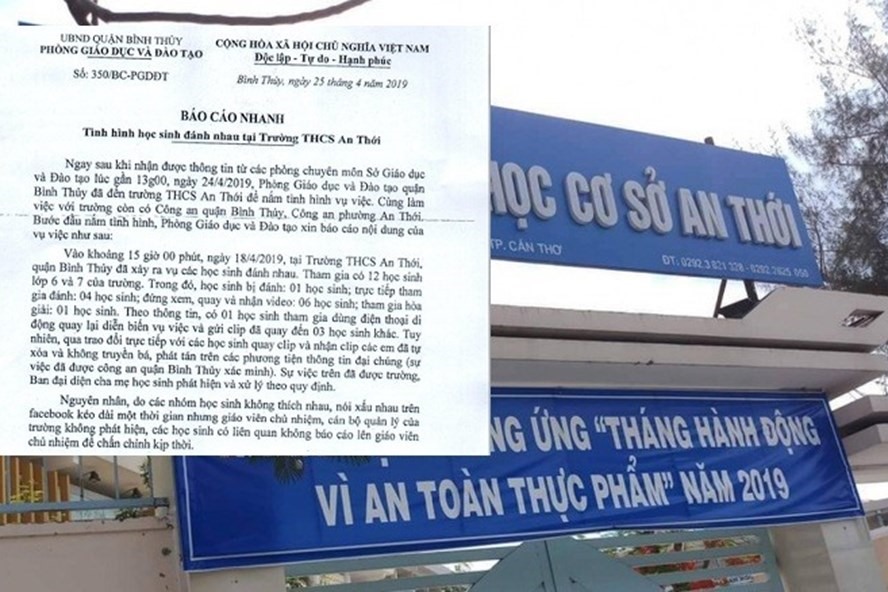 UBND QUẬN BÌNH THỦY
PHÒNG GIÁO DỤC VÀ ĐÀO TẠO
Số: 350/BC-PGDĐT
CỘNG HÒA XÃ HỘI CHỦ NGHĨA VIỆT NAM
Độc lập - Tự do - Hạnh phúc
Bình Thủy, ngày 25 tháng 4 năm 2019
BÁO CÁO NHANH
Tình hình học sinh đánh nhau tại Trường THCS An Thới
Ngay sau khi nhận được thông tin từ các phòng chuyên môn Sở Giáo dục
và Đào tạo lúc gần 13g00, ngày 24/4/2019, Phòng Giáo dục và Đào tạo quận
Bình Thủy đã đến trường THCS An Thới để nắm tình hình vụ việc. Cùng làm
việc với trường còn có Công an quận Bình Thủy, Công an phường An Thới.
Bước đầu nắm tình hình, Phòng Giáo dục và Đào tạo xin báo cáo nội dung của
vụ việc như sau:
Vào khoảng 15 giờ 00 phút, ngày 18/4/2019, tại Trường THCS An Thới,
quận Bình Thủy đã xảy ra vụ các học sinh đánh nhau. Tham gia có 12 học sinh
lớp 6 và 7 của trường. Trong đó, học sinh bị đánh: 01 học sinh; trực tiếp tham
gia đánh: 04 học sinh; đứng xem, quay và nhận video: 06 học sinh; tham gia hòa
giải: 01 học sinh. Theo thông tin, có 01 học sinh tham gia dùng điện thoại di
động quay lại diễn biến vụ việc và gửi clip đã quay đến 03 học sinh khác. Tuy
nhiên, qua trao đổi trực tiếp với các học sinh quay clip và nhận clip các em đã tự
xóa và không truyền bá, phát tán trên các phương tiện thông tin đại chúng (sự
việc đã được công an quận Bình Thủy xác minh). Sự việc trên đã được trường,
Ban đại diện cha mẹ học sinh phát hiện và xử lý theo quy định.
Nguyên nhân, do các nhóm học sinh không thích nhau, nói xấu nhau trên
facebook kéo dài một thời gian nhưng giáo viên chủ nhiệm, cán bộ quản lý của
trường không phát hiện, các học sinh có liên quan không báo cáo lên giáo viên
chủ nhiệm để chấn chỉnh kịp thời.
HỌC CƠ SỞ AN THỚI
TP. CẦN THƠ
ĐT: 0292.3 821 328 - 0292.2625 050
ỨNG "THÁNG HÀNH ĐỘNG
VÌ AN TOÀN THỰC PHẨM" NĂM 2019